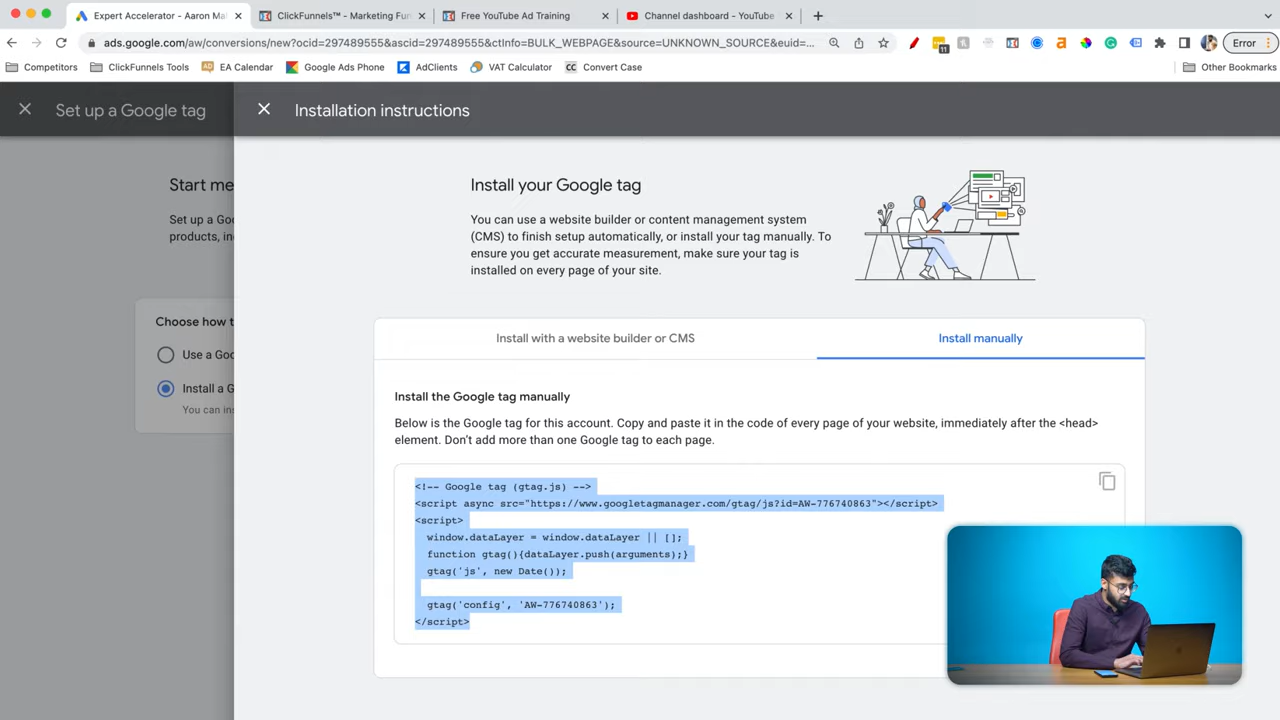 Expert Accelerator - Aaron Ma
ClickFunnels™ - Marketing Fun
Free YouTube Ad Training
Channel dashboard - YouTube
ads.google.com/aw/conversions/new?ocid=297489555&ascid=297489555&ctInfo=BULK_WEBPAGE&source=UNKNOWN_SOURCE&euid=...
11
Error
Competitors
ClickFunnels Tools
EA Calendar
Google Ads Phone
AdClients
VAT Calculator
CC Convert Case
Other Bookmarks
Set up a Google tag
Installation instructions
Start me
Set up a Goo
products, in
Choose how t
Use a Goo
Install a G
You can ins
Install your Google tag
You can use a website builder or content management system
(CMS) to finish setup automatically, or install your tag manually. To
ensure you get accurate measurement, make sure your tag is
installed on every page of your site.
Install with a website builder or CMS
Install manually
Install the Google tag manually
Below is the Google tag for this account. Copy and paste it in the code of every page of your website, immediately after the <head>
element. Don't add more than one Google tag to each page.
<!-- Google tag (gtag.js) -->
<script async src="https://www.googletagmanager.com/gtag/js?id=AW-776740863"></script>
<script>
window.dataLayer = window.dataLayer || [];
function gtag(){dataLayer.push(arguments);}
gtag('js', new Date());
gtag('config', 'AW-776740863');
</script>